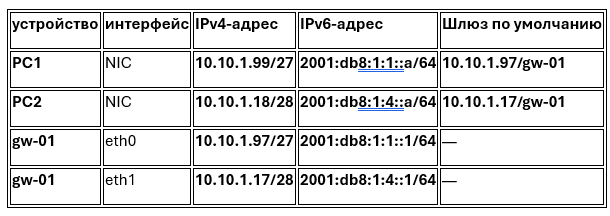 устройство интерфейс IPv4-адрес IPv6-адрес Шлюз по умолчанию
PC1 NIC 10.10.1.99/27 2001:db8:1:1::a/64 10.10.1.97/gw-01
PC2 NIC 10.10.1.18/28 2001:db8:1:4::a/64 10.10.1.17/gw-01
gw-01 eth0 10.10.1.97/27 2001:db8:1:1::1/64 —
gw-01 eth1 10.10.1.17/28 2001:db8:1:4::1/64 —